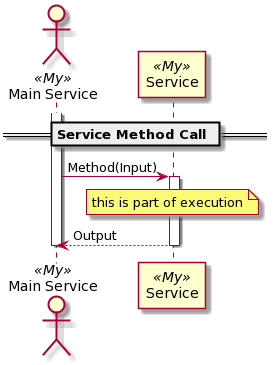 «My»
Main Service
«My»
Service
Service Method Call
Method(Input)
this is part of execution
Output
«My»
Main Service
«My»
Service